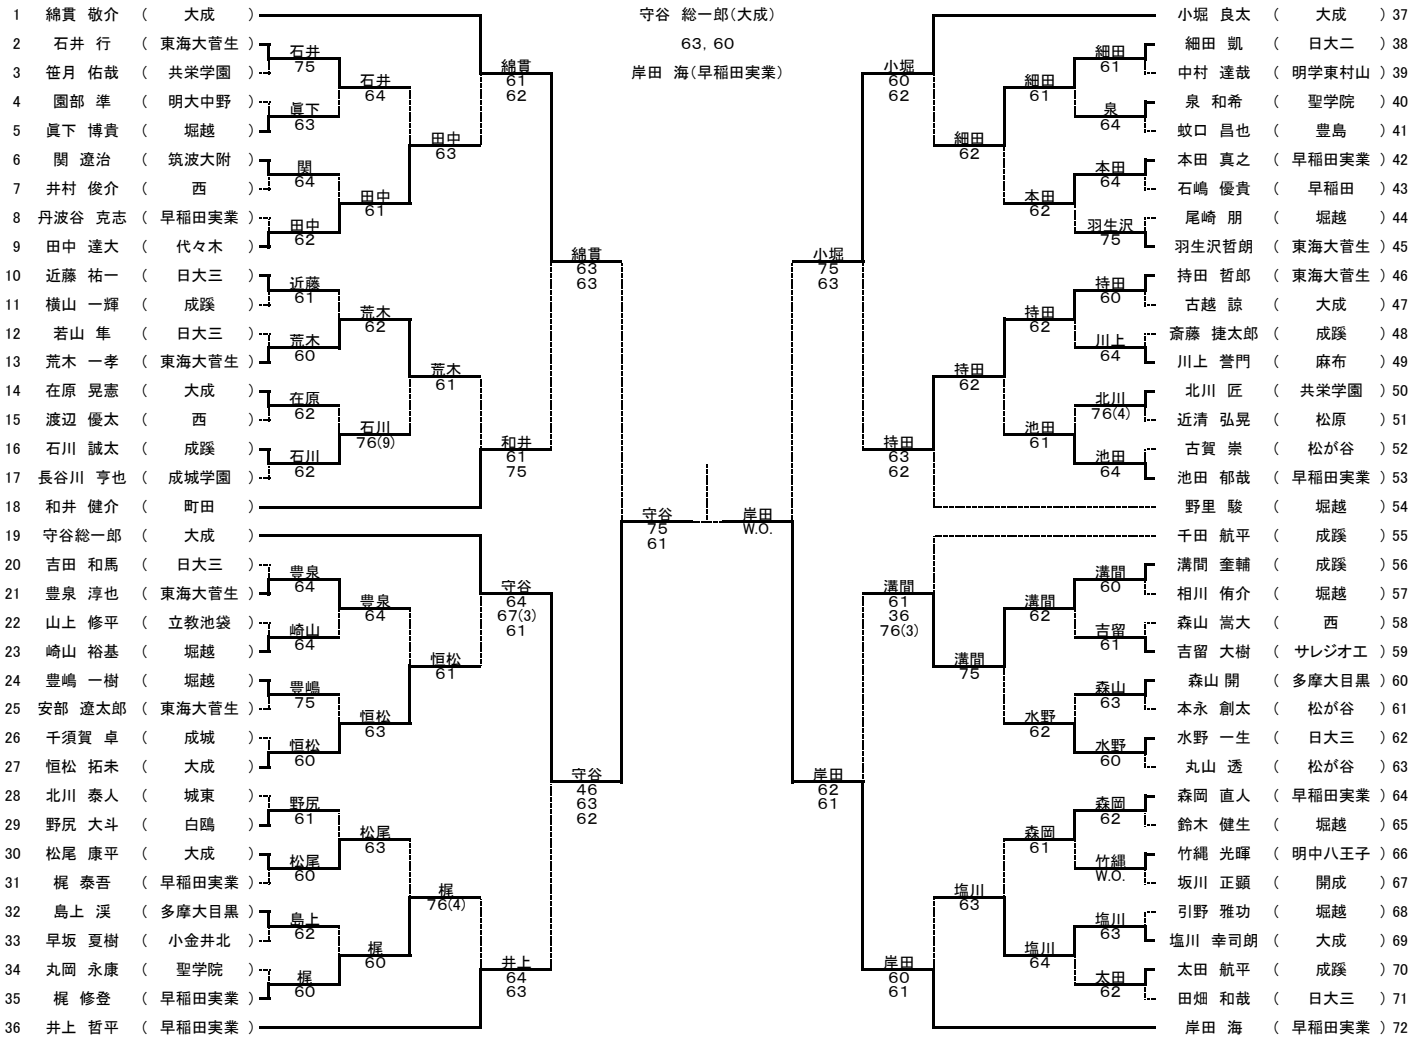 守谷 総一郎(大成)
63, 60
岸田 海(早稲田実業)
1 綿貫 敬介 ( 大成 )
2 石井 行 ( 東海大菅生 )
3 笹月 佑哉 ( 共栄学園 )
4 園部 準 ( 明大中野 )
5 眞下 博貴 ( 堀越 )
6 関 遼治 ( 筑波大附 )
7 井村 俊介 ( 西 )
8 丹波谷 克志 ( 早稲田実業 )
9 田中 達大 ( 代々木 )
10 近藤 祐一 ( 日大三 )
11 横山 一輝 ( 成蹊 )
12 若山 隼 ( 日大三 )
13 荒木 一孝 ( 東海大菅生 )
14 在原 晃憲 ( 大成 )
15 渡辺 優太 ( 西 )
16 石川 誠太 ( 成蹊 )
17 長谷川 亨也 ( 成城学園 )
18 和井 健介 ( 町田 )
19 守谷総一郎 ( 大成 )
20 吉田 和馬 ( 日大三 )
21 豊泉 淳也 ( 東海大菅生 )
22 山上 修平 ( 立教池袋 )
23 崎山 裕基 ( 堀越 )
24 豊嶋 一樹 ( 堀越 )
25 安部 遼太郎 ( 東海大菅生 )
26 千須賀 卓 ( 成城 )
27 恒松 拓未 ( 大成 )
28 北川 泰人 ( 城東 )
29 野尻 大斗 ( 白鴎 )
30 松尾 康平 ( 大成 )
31 梶 泰吾 ( 早稲田実業 )
32 島上 渓 ( 多摩大目黒 )
33 早坂 夏樹 ( 小金井北 )
34 丸岡 永康 ( 聖学院 )
35 梶 修登 ( 早稲田実業 )
36 井上 哲平 ( 早稲田実業 )
石井
75
眞下
63
関
64
田中
62
近藤
61
荒木
60
在原
62
石川
62
豊泉
64
崎山
64
豊嶋
75
恒松
60
野尻
61
松尾
60
島上
62
梶
60
石井
64
田中
61
荒木
62
石川
76(9)
豊泉
64
恒松
63
松尾
63
梶
60
田中
63
荒木
61
恒松
61
梶
76(4)
綿貫
61
62
和井
61
75
守谷
64
67(3)
61
井上
64
63
綿貫
63
63
守谷
46
63
62
守谷
75
61
岸田
W.O.
小堀
75
63
岸田
62
61
小堀
60
62
持田
63
62
溝間
61
36
76(3)
岸田
60
61
細田
62
持田
62
溝間
75
塩川
63
細田
61
本田
62
持田
62
池田
61
溝間
62
水野
62
森岡
61
塩川
64
細田
61
泉
64
本田
64
羽生沢
75
持田
60
川上
64
北川
76(4)
池田
64
溝間
60
吉留
61
森山
63
水野
60
森岡
62
竹縄
W.O.
塩川
63
太田
62
小堀 良太 ( 大成 ) 37
細田 凱 ( 日大二 ) 38
中村 達哉 ( 明学東村山 ) 39
泉 和希 ( 聖学院 ) 40
蚊口 昌也 ( 豊島 ) 41
本田 真之 ( 早稲田実業 ) 42
石嶋 優貴 ( 早稲田 ) 43
尾崎 朋 ( 堀越 ) 44
羽生沢哲朗 ( 東海大菅生 ) 45
持田 哲郎 ( 東海大菅生 ) 46
古越 諒 ( 大成 ) 47
斎藤 捷太郎 ( 成蹊 ) 48
川上 誉門 ( 麻布 ) 49
北川 匠 ( 共栄学園 ) 50
近清 弘晃 ( 松原 ) 51
古賀 崇 ( 松が谷 ) 52
池田 郁哉 ( 早稲田実業 ) 53
野里 駿 ( 堀越 ) 54
千田 航平 ( 成蹊 ) 55
溝間 奎輔 ( 成蹊 ) 56
相川 侑介 ( 堀越 ) 57
森山 嵩大 ( 西 ) 58
吉留 大樹 ( サレジオ工 ) 59
森山 開 ( 多摩大目黒 ) 60
本永 創太 ( 松が谷 ) 61
水野 一生 ( 日大三 ) 62
丸山 透 ( 松が谷 ) 63
森岡 直人 ( 早稲田実業 ) 64
鈴木 健生 ( 堀越 ) 65
竹縄 光暉 ( 明中八王子 ) 66
坂川 正顕 ( 開成 ) 67
引野 雅功 ( 堀越 ) 68
塩川 幸司朗 ( 大成 ) 69
太田 航平 ( 成蹊 ) 70
田畑 和哉 ( 日大三 ) 71
岸田 海 ( 早稲田実業 ) 72